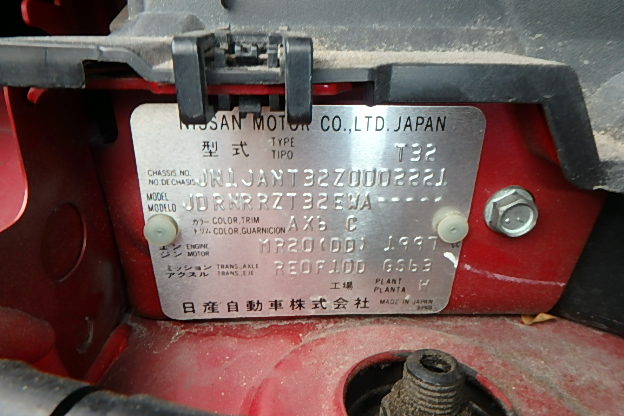 NISSAN MOTOR CO.,LTD. JAPAN
型式 TYPE TIPO T32
CHASSIS NO. NO.DE CHASIS JN1JANT32Z0002221
MODEL MODELO JDRNRRZT32EWA-----
カラー COLOR,TRIM トリム COLOR,GUARNICION AX6 C
エンジン ENGINE MOTOR MR20(DD) 1997
ミッション TRANS.,AXLE アクスル TRANS.,EJE RE0F10D GS63
工場 PLANT PLANTA H
日産自動車株式会社 MADE IN JAPAN